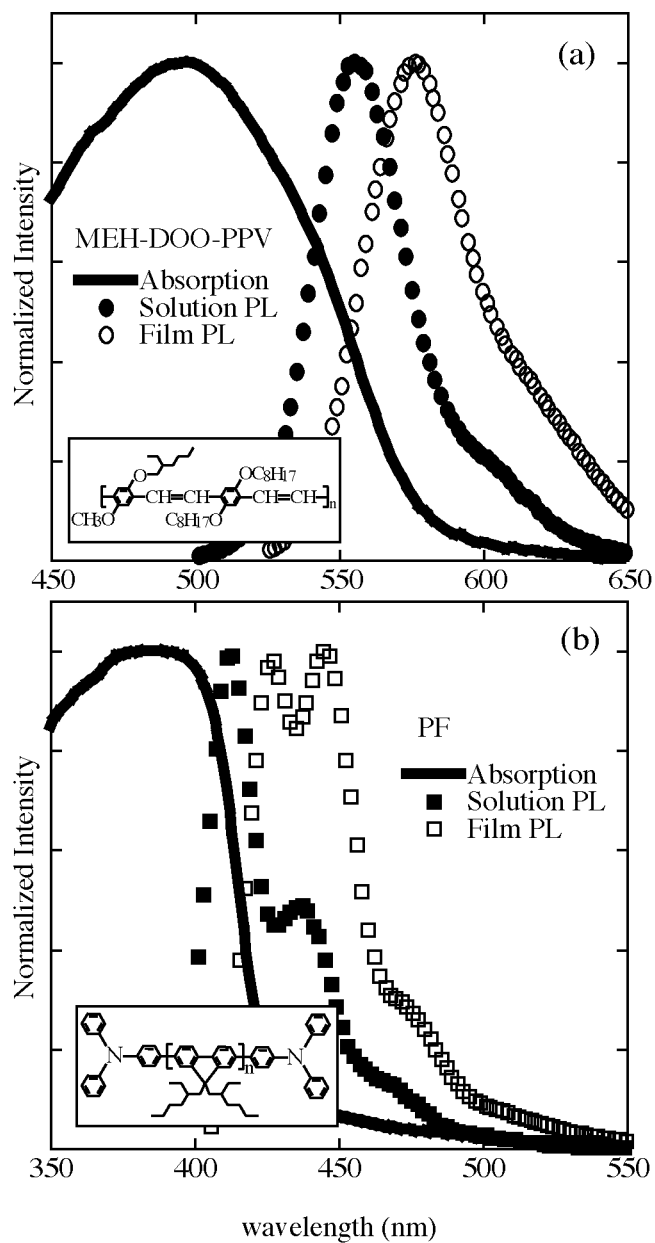 (a)
Normalized Intensity
MEH-DOO-PPV
Absorption
Solution PL
Film PL
O
OC8H17
[ CH=CH CH=CH ]n
CH3O
C8H17O
450 500 550 600 650
(b)
Normalized Intensity
PF
Absorption
Solution PL
Film PL
N [ ]n N
350 400 450 500 550
wavelength (nm)